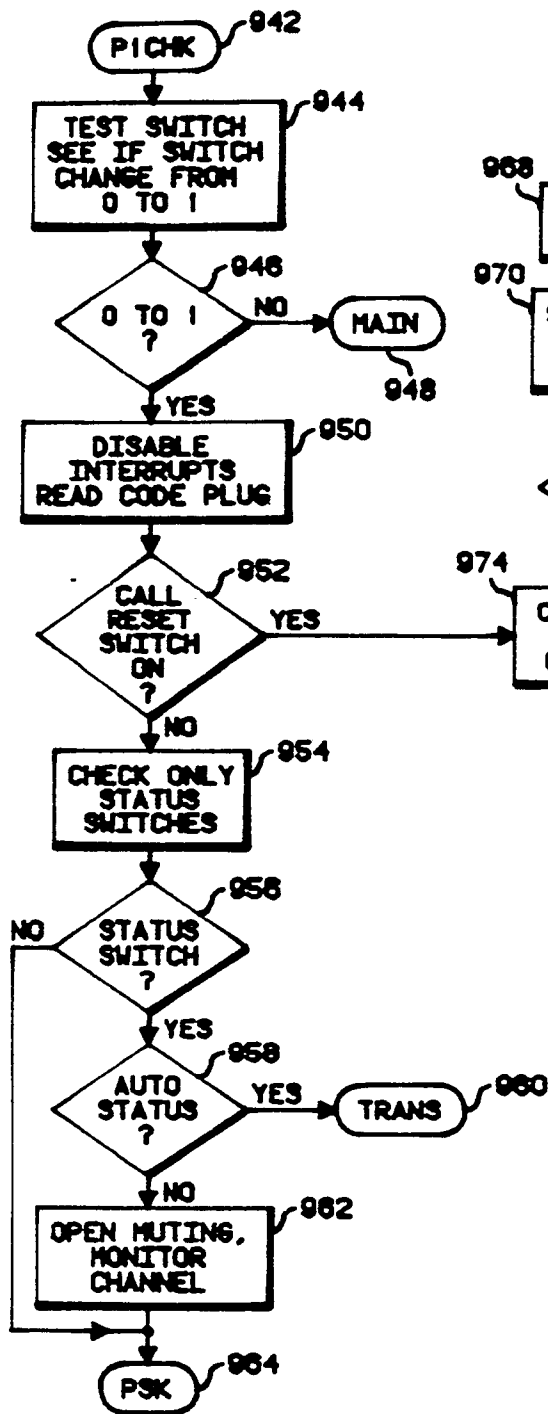 942
PICHK
944
TEST SWITCH
SEE IF SWITCH
CHANGE FROM
0 TO 1
946
0 TO 1
?
NO
MAIN
948
YES
950
DISABLE
INTERRUPTS
READ CODE PLUG
952
CALL
RESET
SWITCH
ON
?
YES
NO
954
CHECK ONLY
STATUS
SWITCHES
956
NO
STATUS
SWITCH
?
YES
958
AUTO
STATUS
?
YES
TRANS
960
NO
962
OPEN MUTING,
MONITOR
CHANNEL
PSK
964
968
970
974